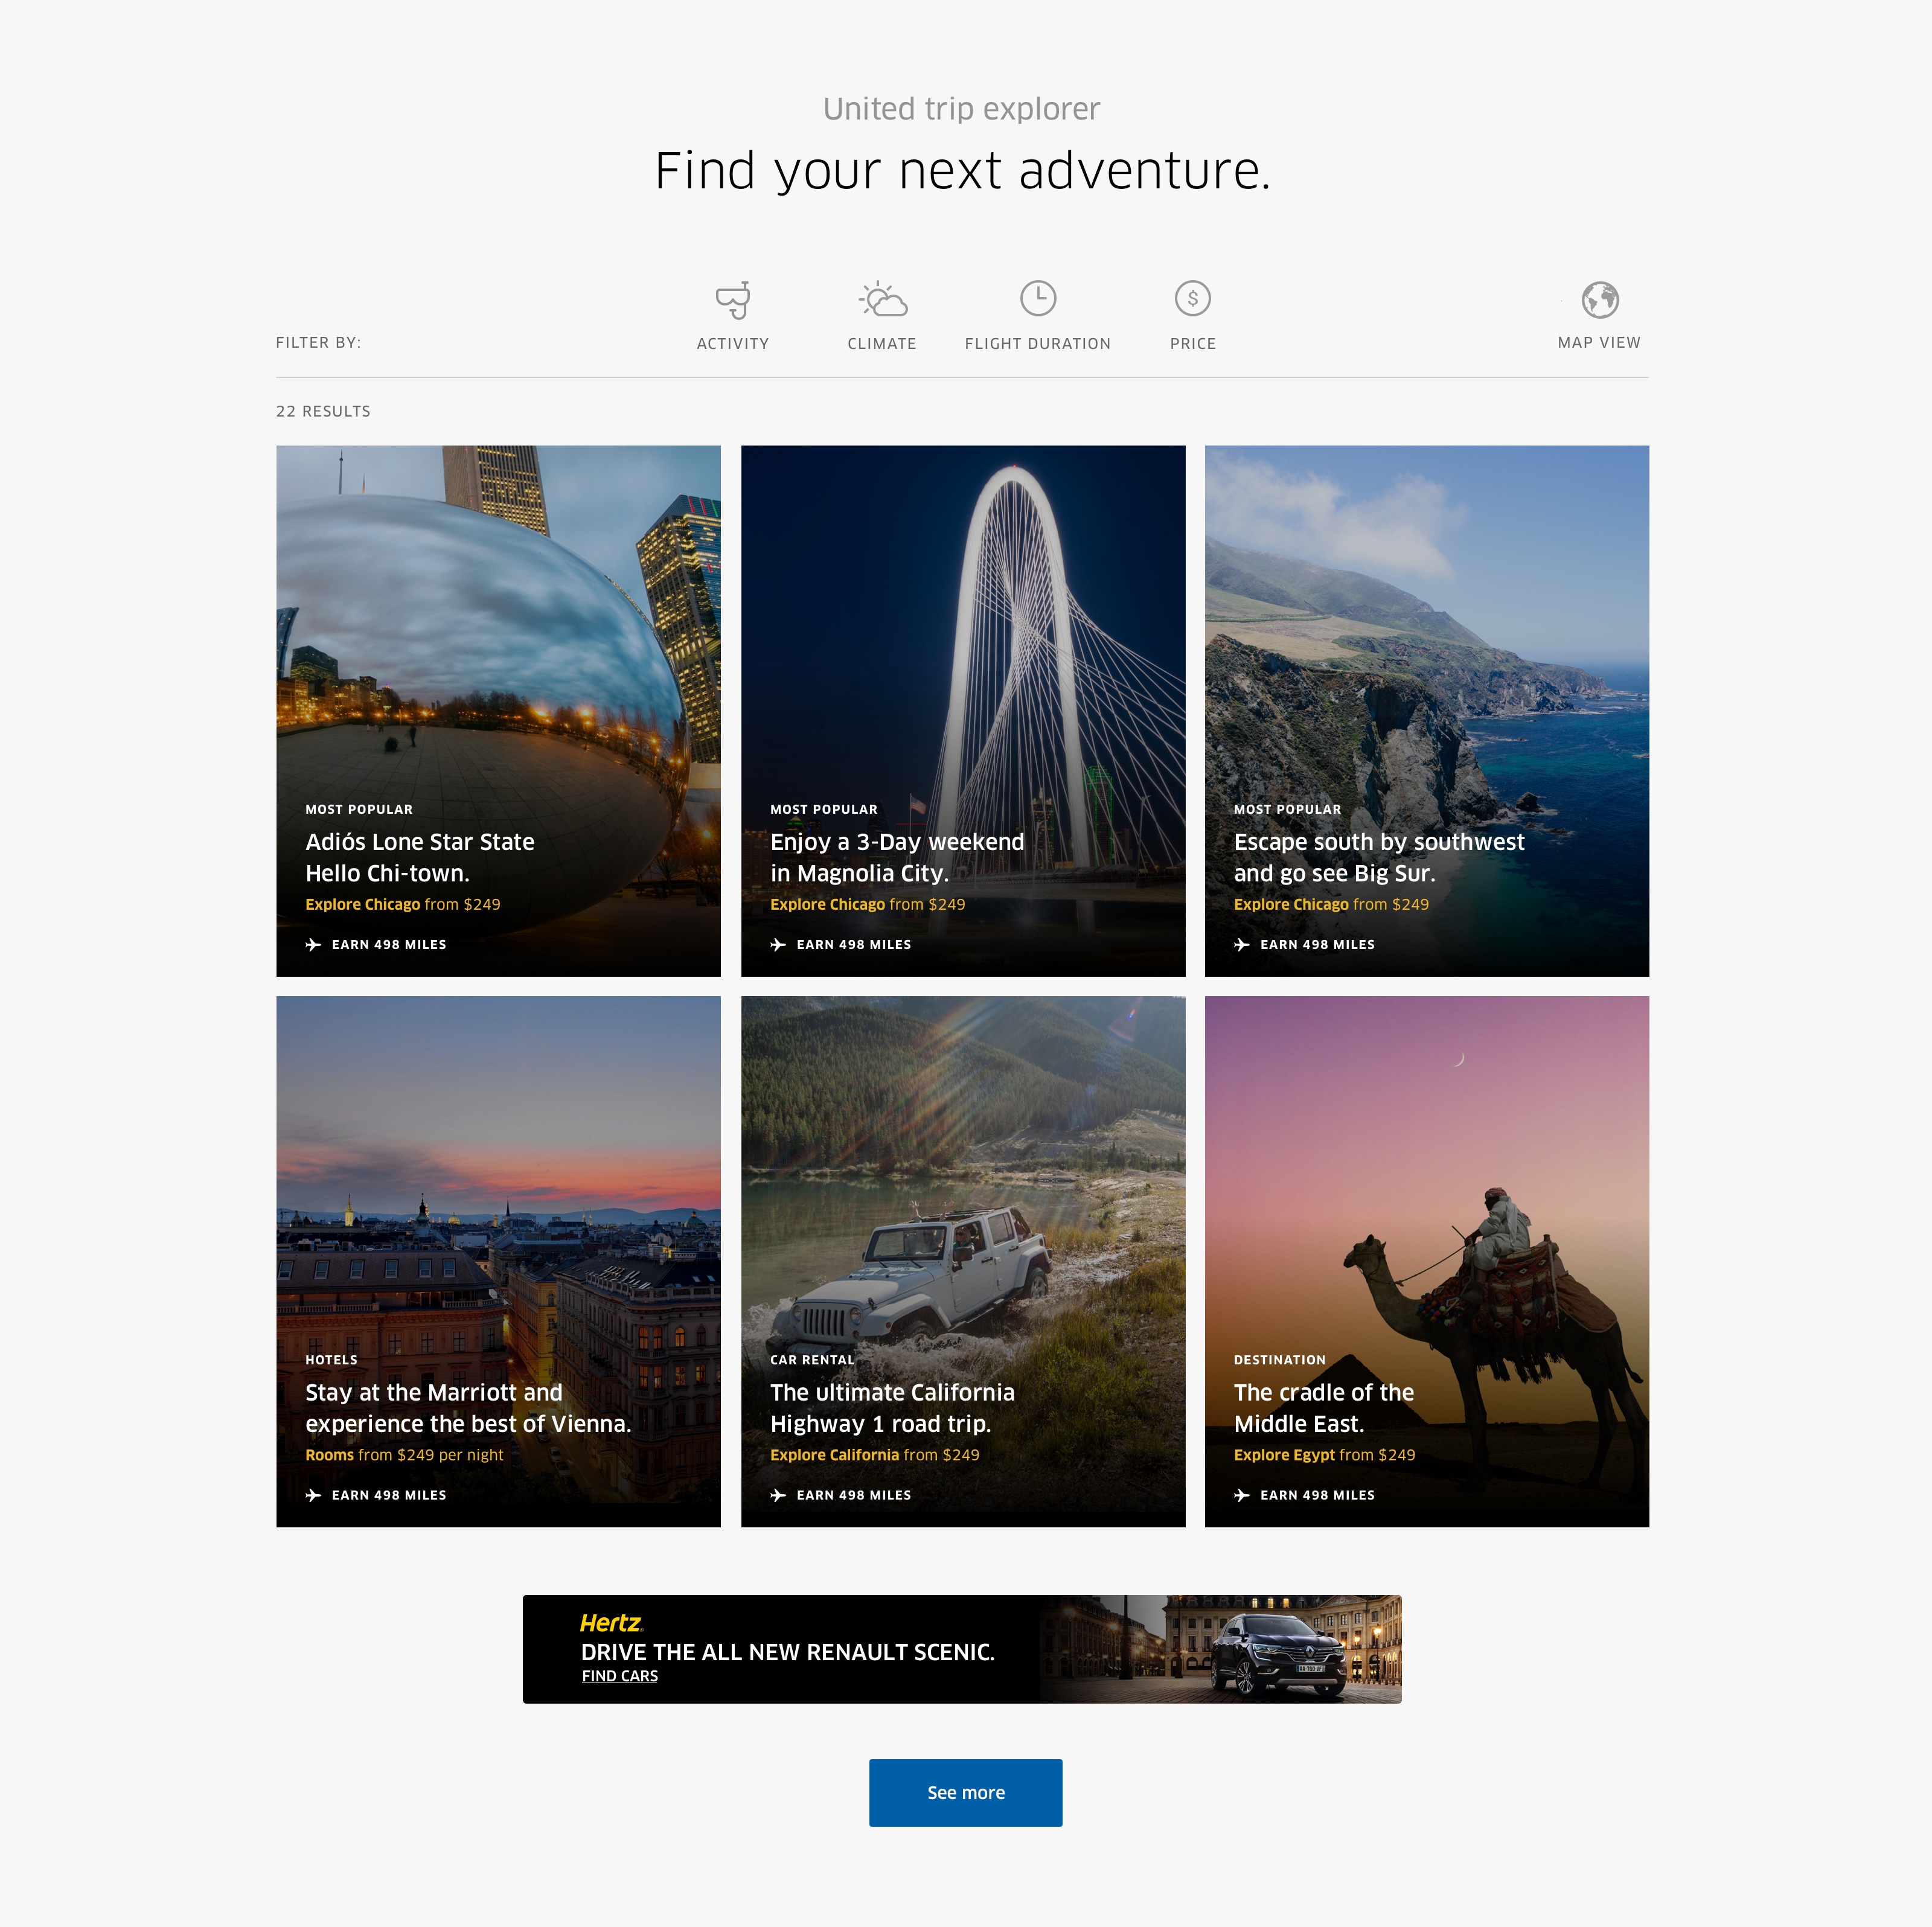 United trip explorer
Find your next adventure.
FILTER BY:
ACTIVITY
CLIMATE
FLIGHT DURATION
PRICE
MAP VIEW
22 RESULTS
MOST POPULAR
Adiós Lone Star State
Hello Chi-town.
Explore Chicago from $249
EARN 498 MILES
MOST POPULAR
Enjoy a 3-Day weekend
in Magnolia City.
Explore Chicago from $249
EARN 498 MILES
MOST POPULAR
Escape south by southwest
and go see Big Sur.
Explore Chicago from $249
EARN 498 MILES
HOTELS
Stay at the Marriott and
experience the best of Vienna.
Rooms from $249 per night
EARN 498 MILES
CAR RENTAL
The ultimate California
Highway 1 road trip.
Explore California from $249
EARN 498 MILES
DESTINATION
The cradle of the
Middle East.
Explore Egypt from $249
EARN 498 MILES
Hertz
DRIVE THE ALL NEW RENAULT SCENIC.
FIND CARS
See more